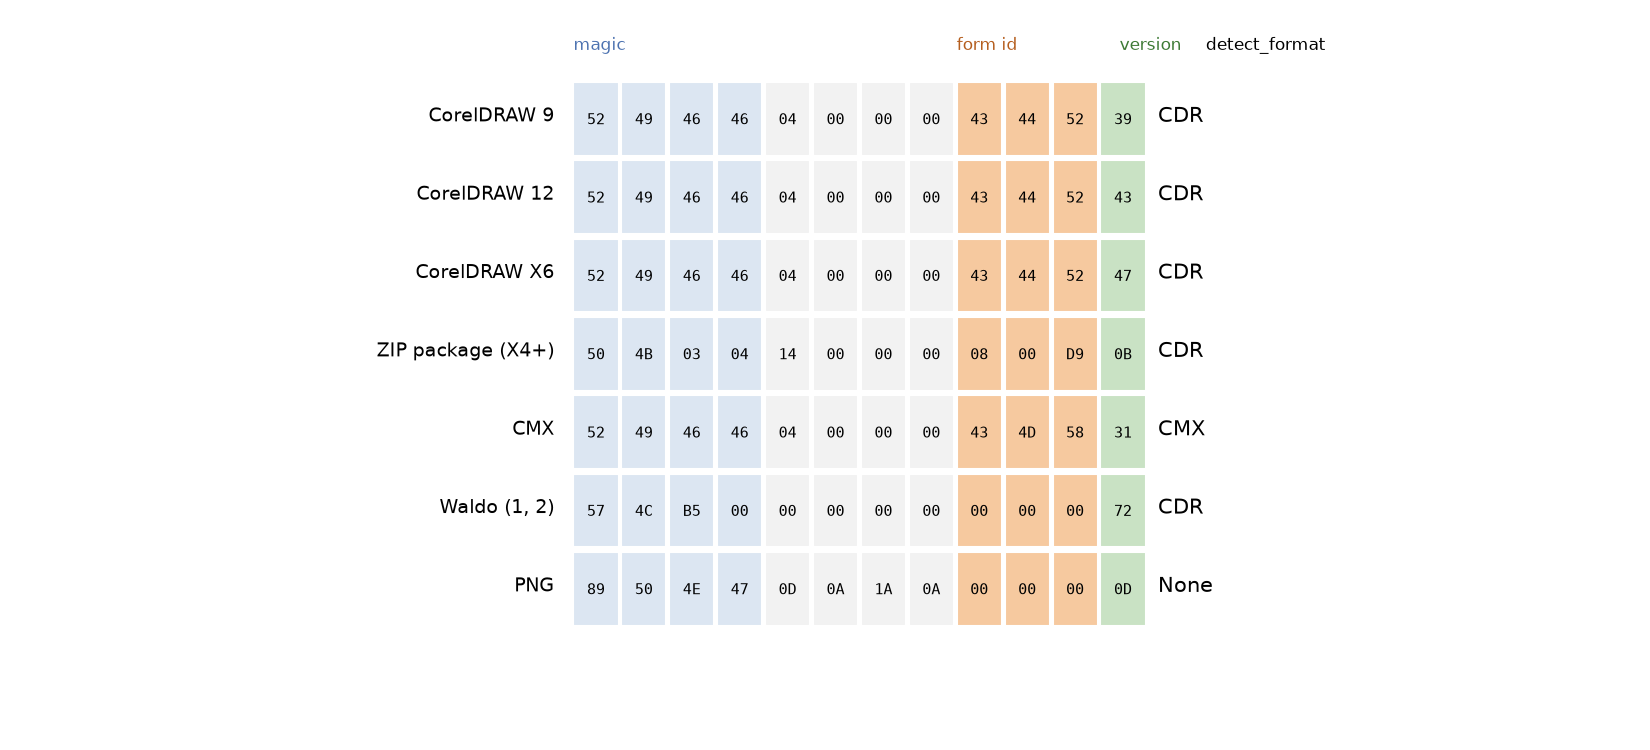 magic form id version detect_format
CorelDRAW 9 52 49 46 46 04 00 00 00 43 44 52 39 CDR
CorelDRAW 12 52 49 46 46 04 00 00 00 43 44 52 43 CDR
CorelDRAW X6 52 49 46 46 04 00 00 00 43 44 52 47 CDR
ZIP package (X4+) 50 4B 03 04 14 00 00 00 08 00 D9 0B CDR
CMX 52 49 46 46 04 00 00 00 43 4D 58 31 CMX
Waldo (1, 2) 57 4C B5 00 00 00 00 00 00 00 00 72 CDR
PNG 89 50 4E 47 0D 0A 1A 0A 00 00 00 0D None